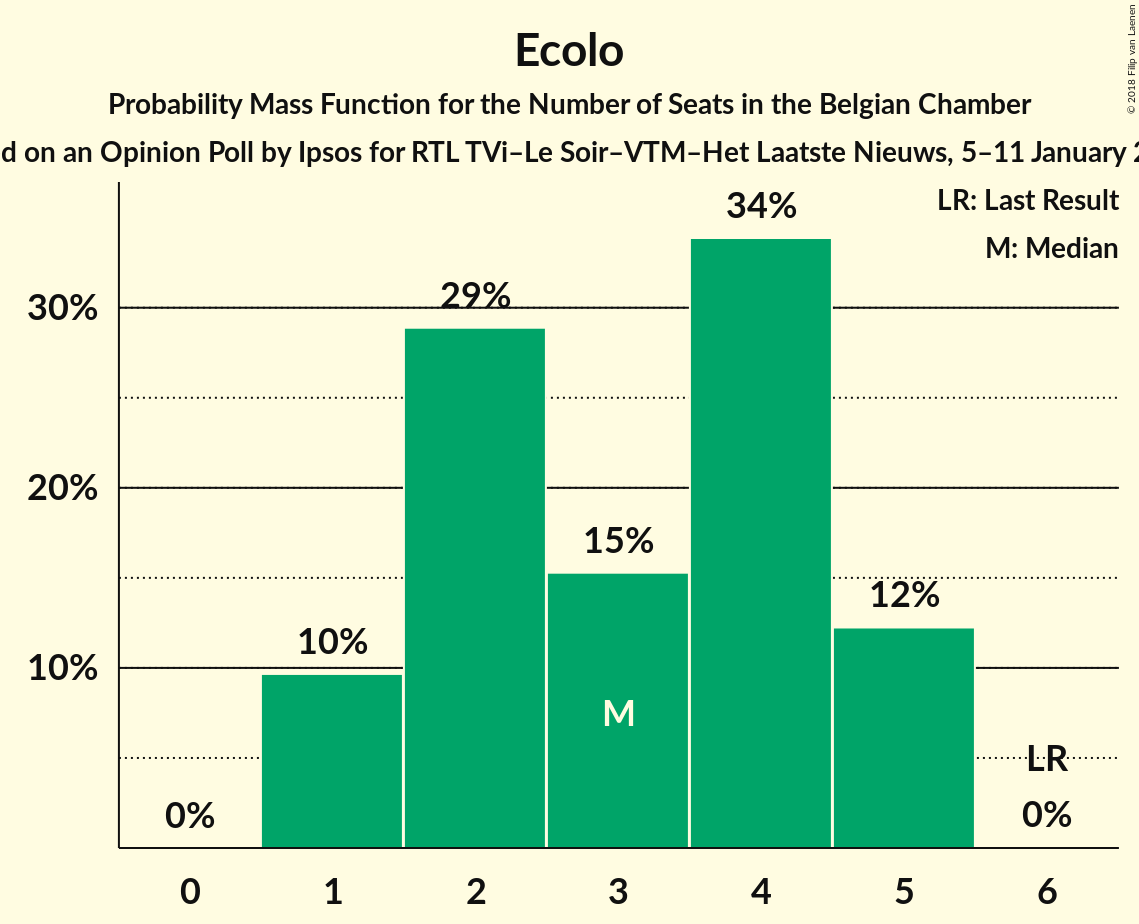 Ecolo
Probability Mass Function for the Number of Seats in the Belgian Chamber
d on an Opinion Poll by Ipsos for RTL TVi–Le Soir–VTM–Het Laatste Nieuws, 5–11 January 2
© 2018 Filip van Laenen
LR: Last Result
M: Median
34%
29%
30%
20%
15%
12%
10%
10%
M
LR
0%
0%
0 1 2 3 4 5 6